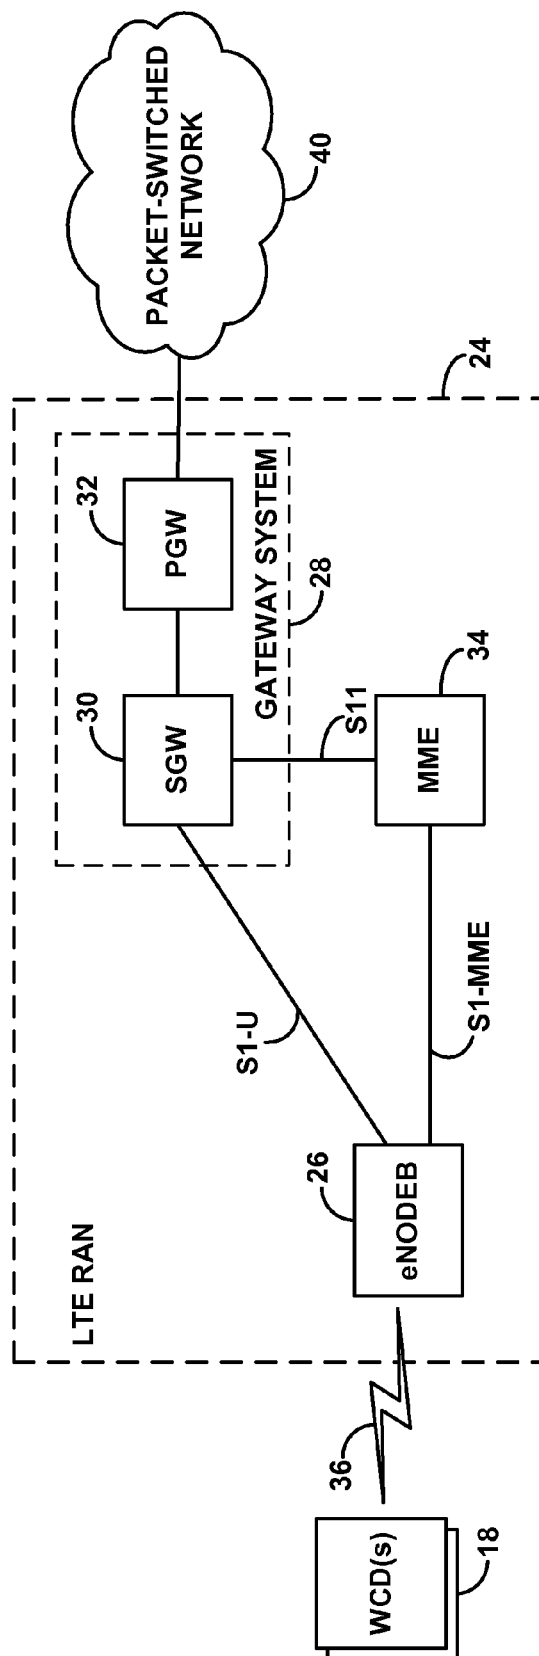 LTE RAN
WCD(s)
18
36
eNODEB
26
S1-U
S1-MME
SGW
30
PGW
32
GATEWAY SYSTEM
28
S11
MME
34
24
PACKET-SWITCHED
NETWORK
40